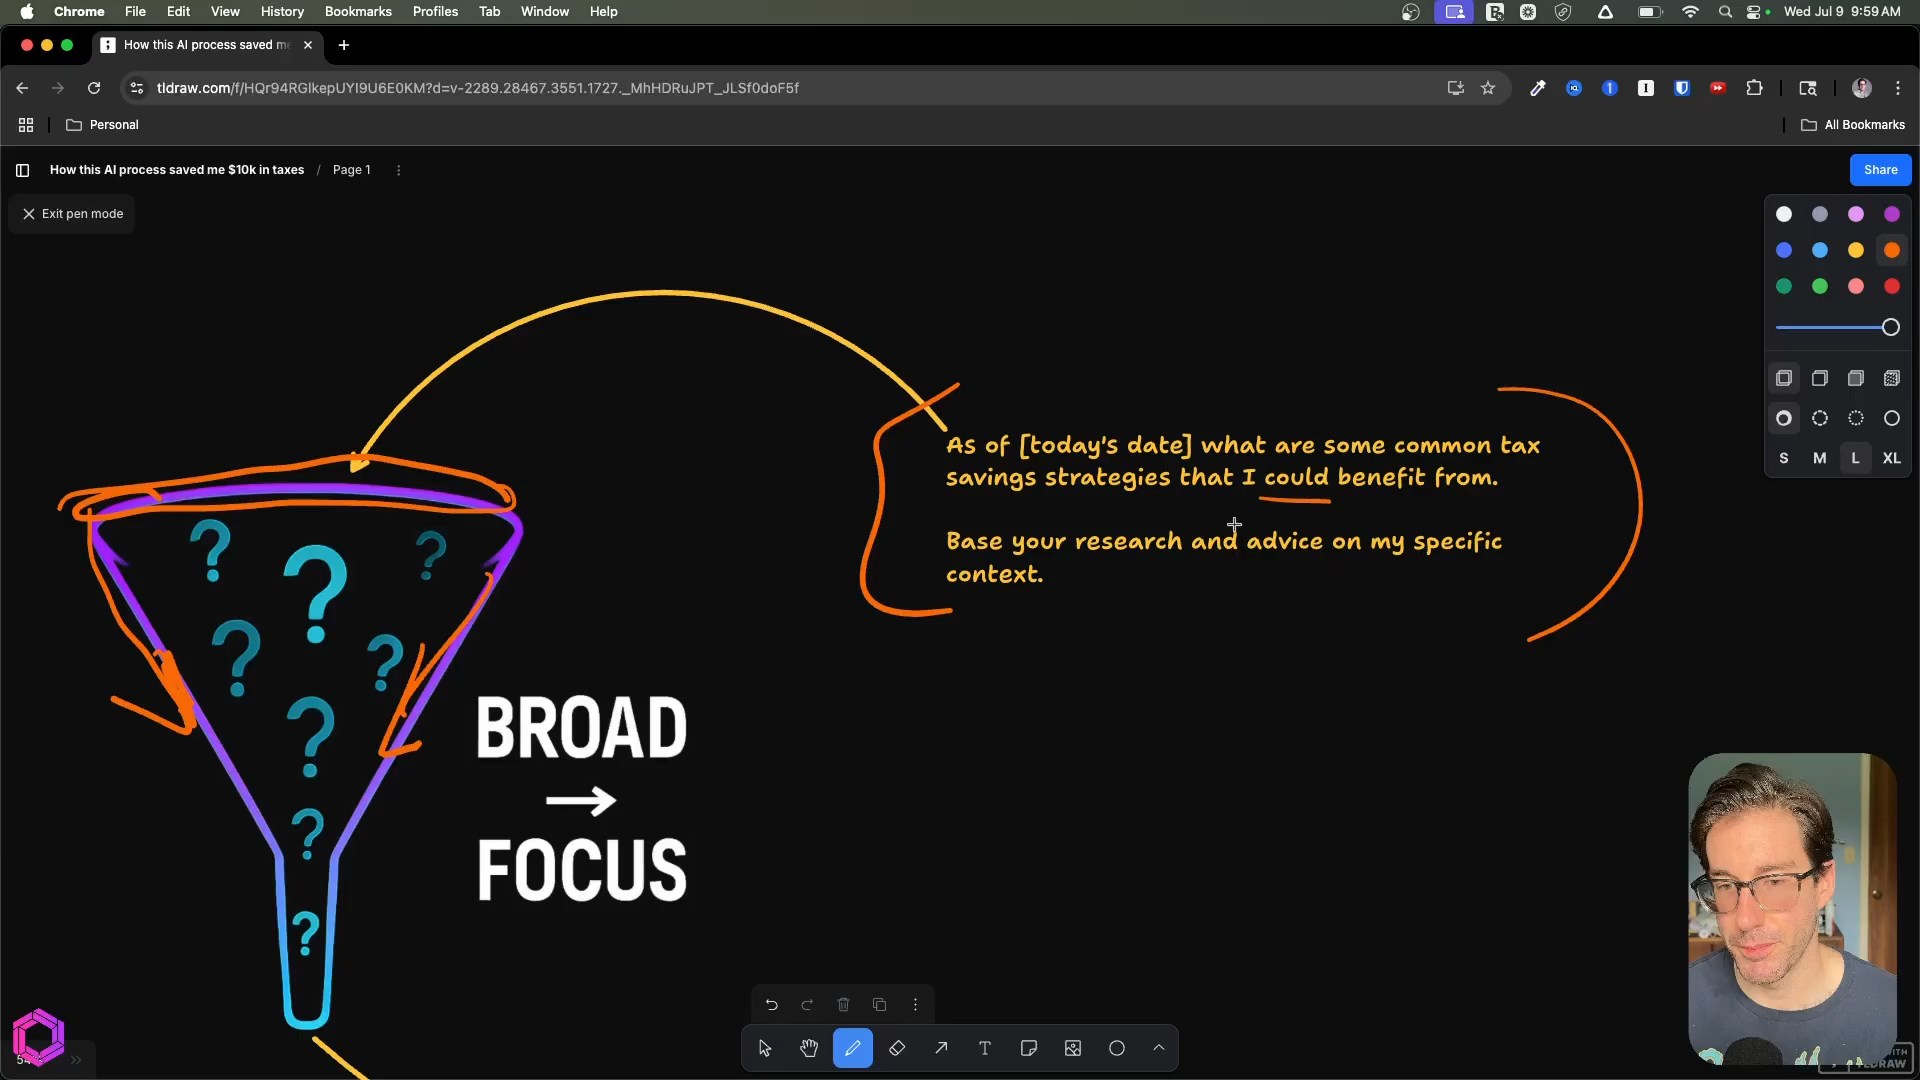 Chrome File Edit View History Bookmarks Profiles Tab Window Help
Wed Jul 9 9:59 AM
How this AI process saved me
tldraw.com/f/HQr94RGlkepUYI9U6E0KM?d=v-2289.28467.3551.1727._MhHDRuJPT_JLSf0doF5f
Personal
All Bookmarks
How this AI process saved me $10k in taxes / Page 1
Share
Exit pen mode
As of [today's date] what are some common tax
savings strategies that I could benefit from.
Base your research and advice on my specific
context.
S M L XL
? ? ?
? ?
?
?
?
BROAD
→
FOCUS